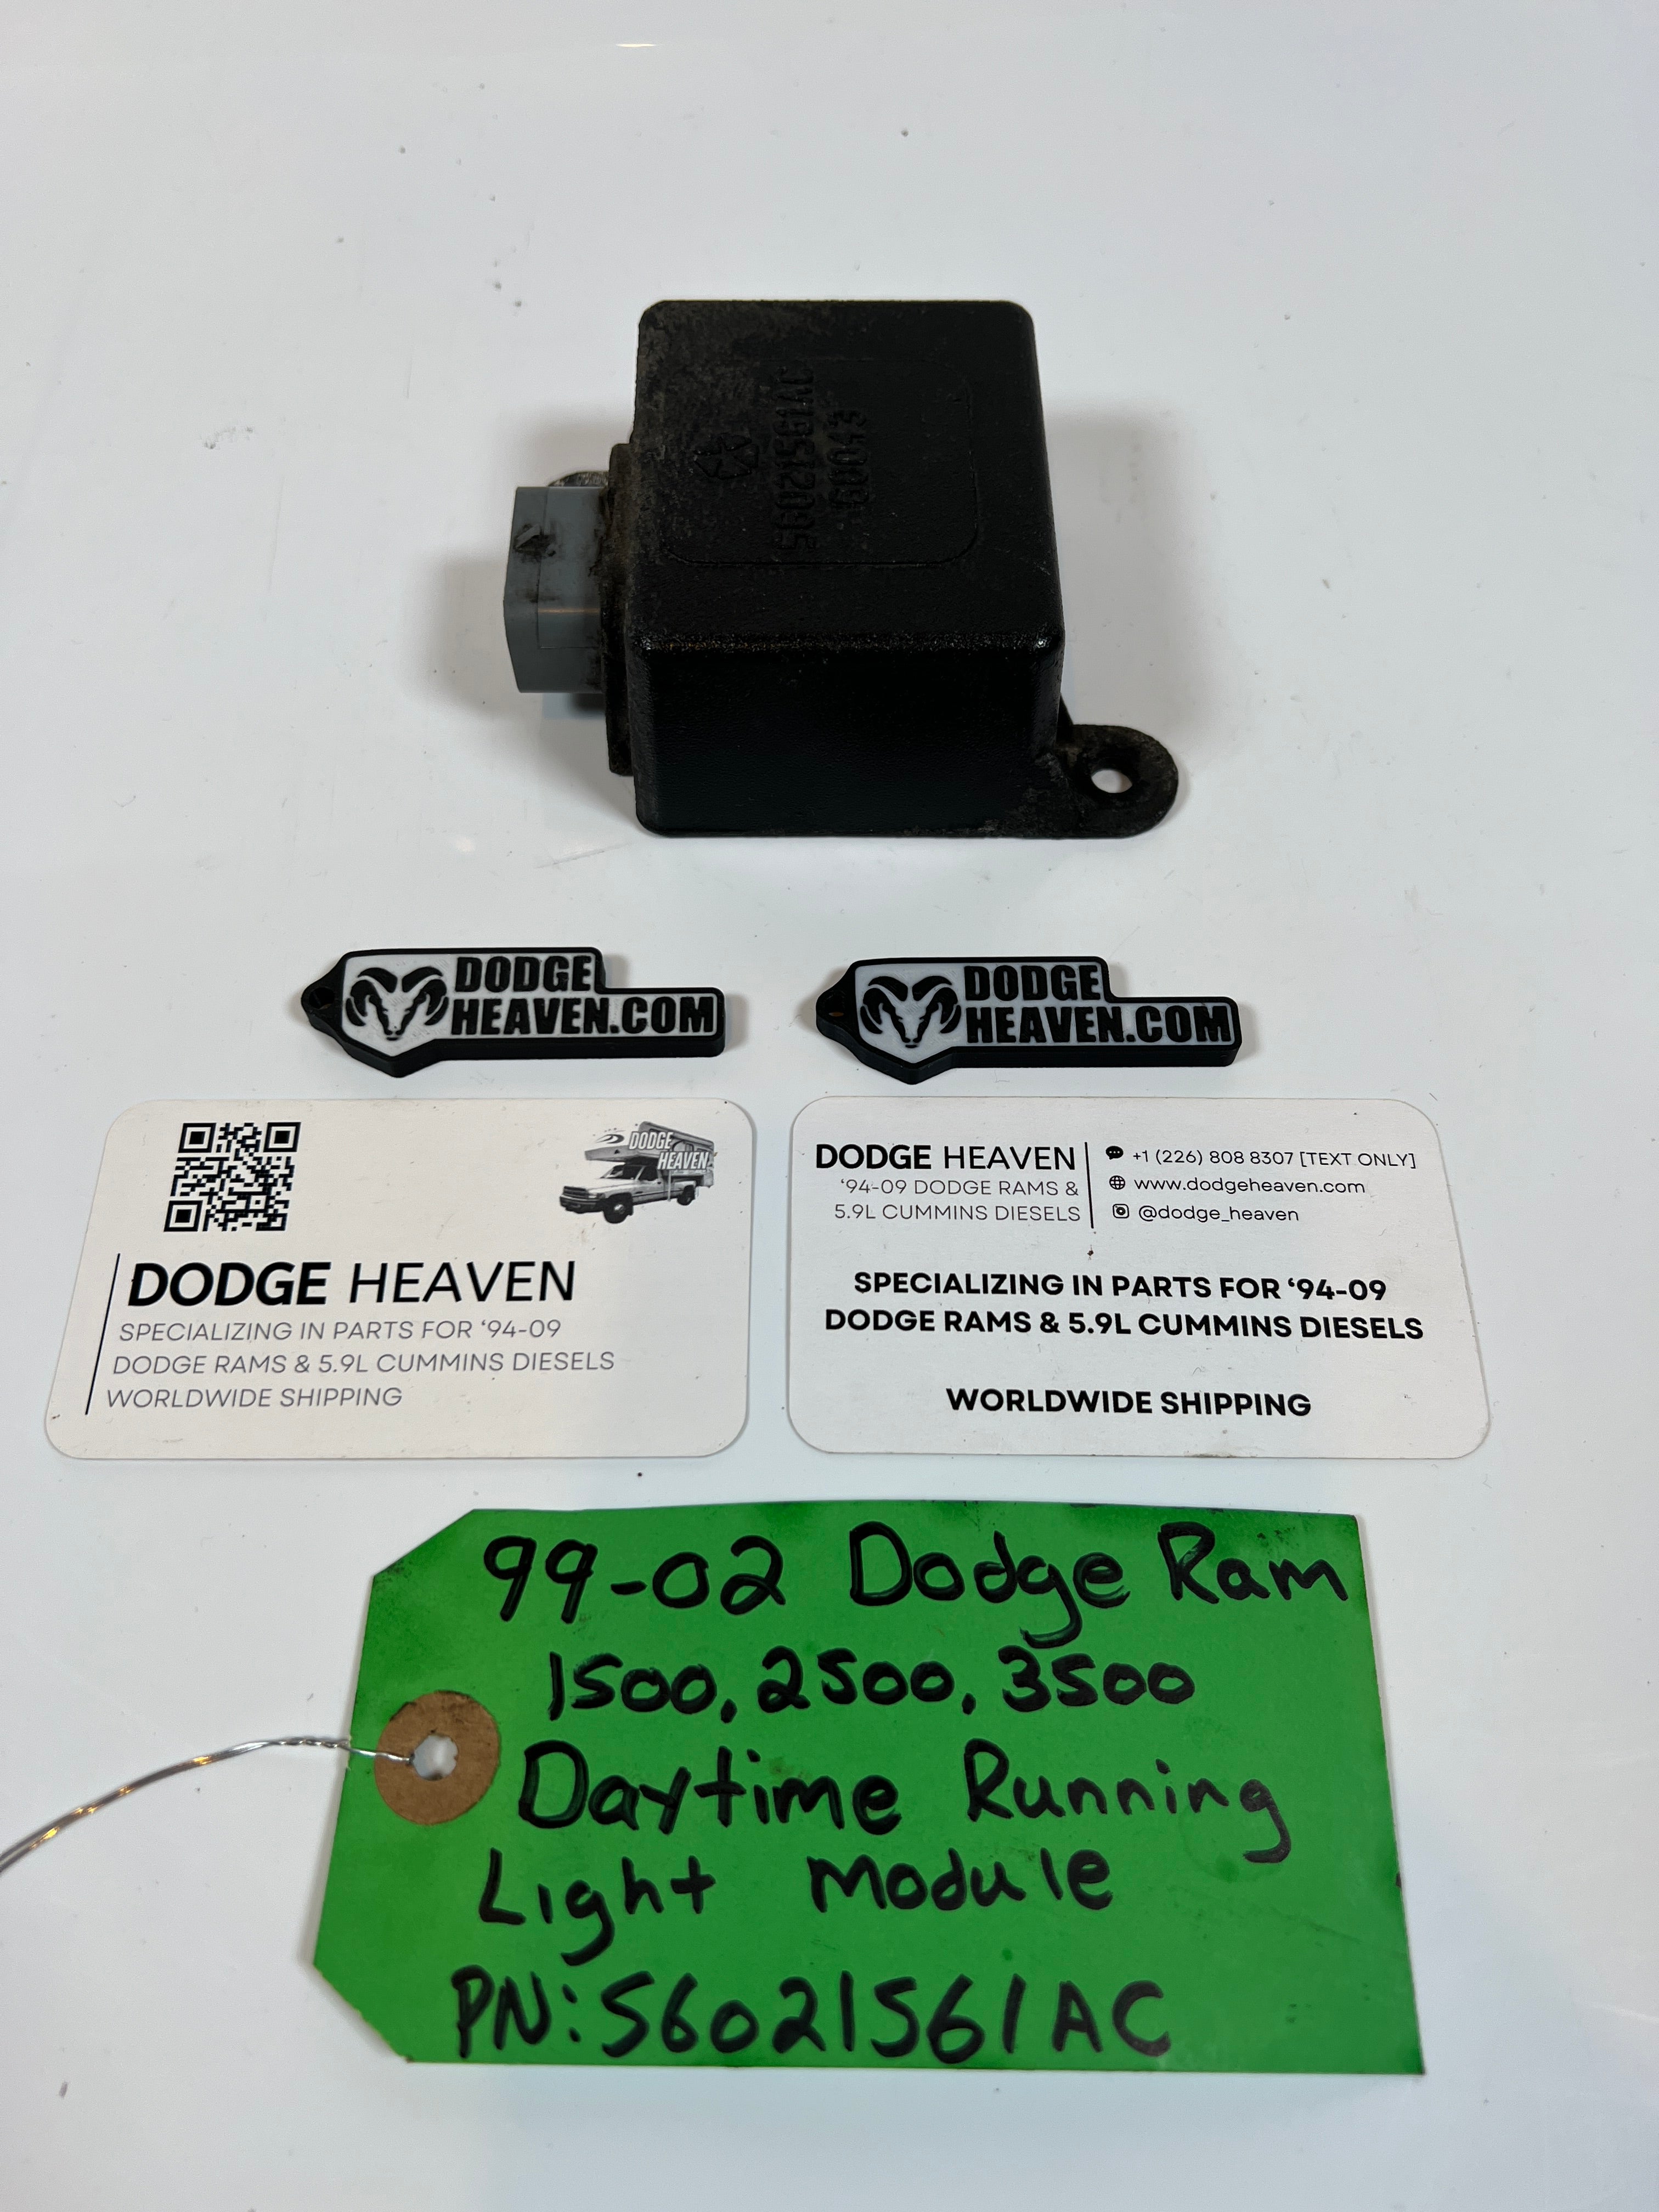 56021561AC
60043
DODGE
HEAVEN.COM
DODGE
HEAVEN.COM
DODGE
HEAVEN
DODGE HEAVEN
SPECIALIZING IN PARTS FOR ‘94-09
DODGE RAMS & 5.9L CUMMINS DIESELS
WORLDWIDE SHIPPING
DODGE HEAVEN
‘94-09 DODGE RAMS &
5.9L CUMMINS DIESELS
+1 (226) 808 8307 [TEXT ONLY]
www.dodgeheaven.com
@dodge_heaven
SPECIALIZING IN PARTS FOR ‘94-09
DODGE RAMS & 5.9L CUMMINS DIESELS
WORLDWIDE SHIPPING
99-02 Dodge Ram
1500, 2500, 3500
Daytime Running
Light Module
PN: 56021561AC